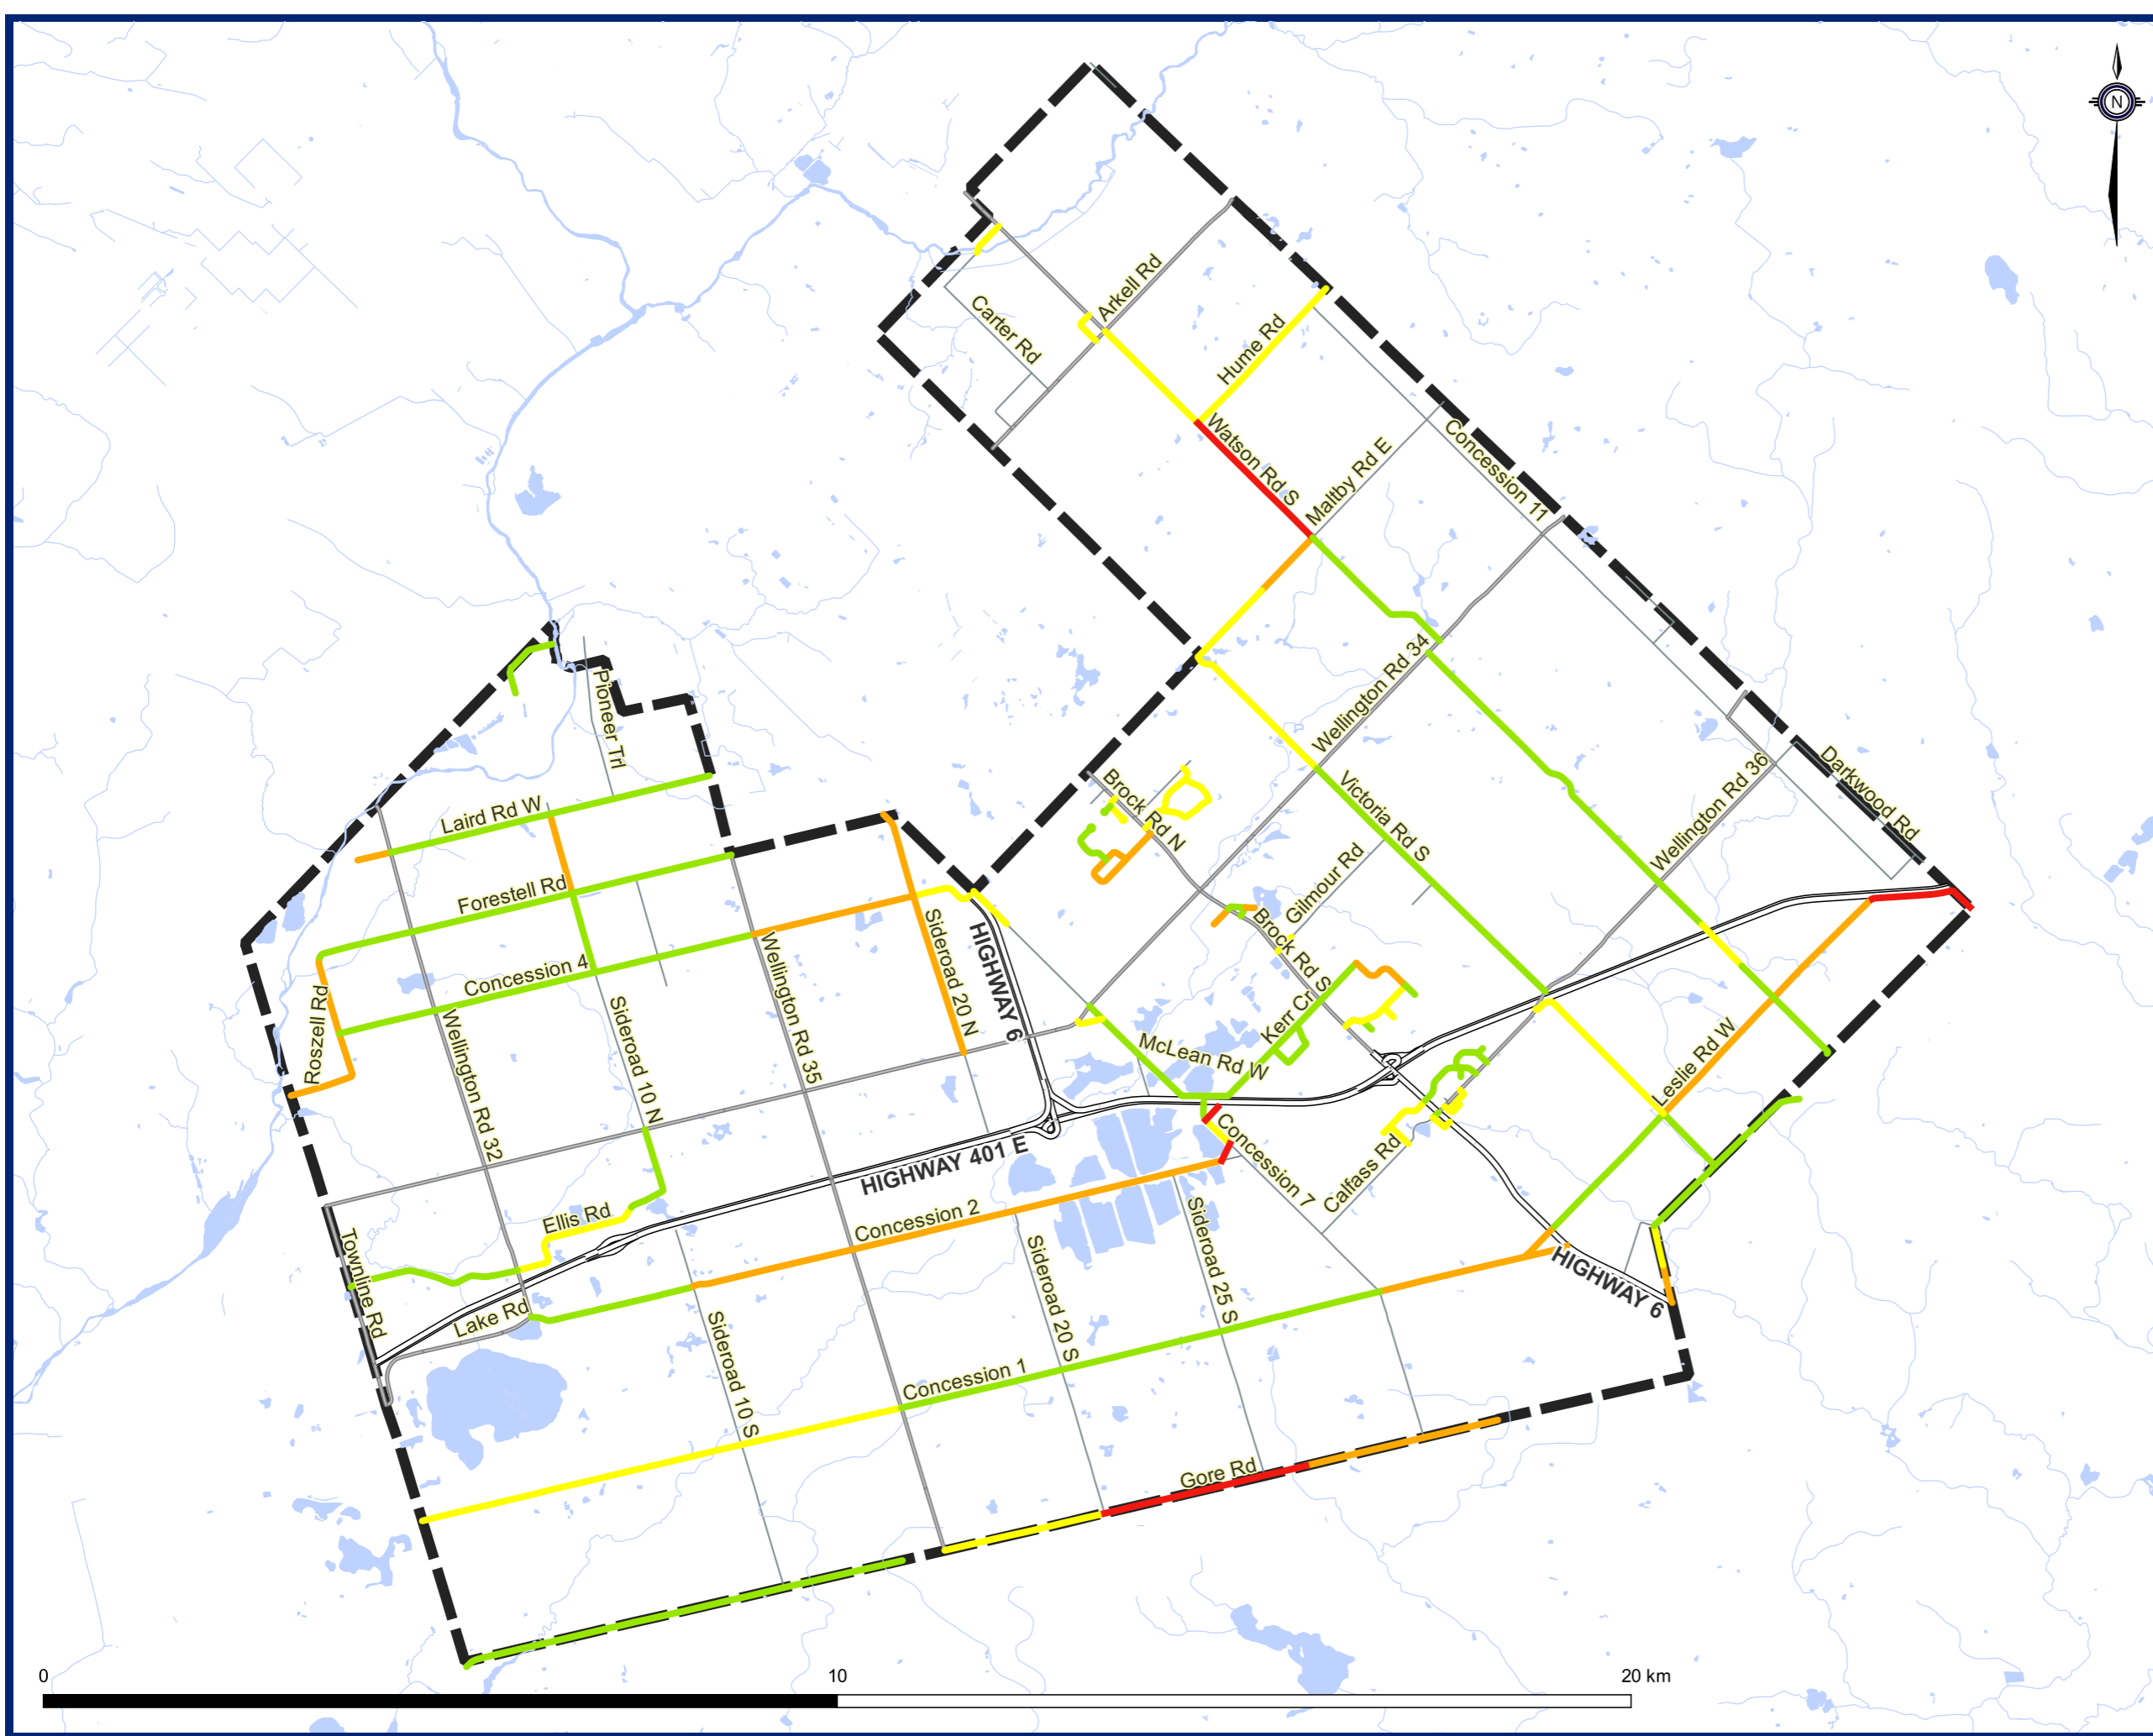 N
Arkell Rd
Carter Rd
Hume Rd
Watson Rd S
Maltby Rd E
Concession 11
Pioneer Trl
Wellington Rd 34
Brock Rd N
Victoria Rd S
Wellington Rd 36
Darkwood Rd
Laird Rd W
Forestell Rd
Gilmour Rd
Sideroad 20 N
HIGHWAY 6
Brock Rd S
Concession 4
Wellington Rd 35
Roszell Rd
Wellington Rd 32
Sideroad 10 N
Kerr Cr
McLean Rd W
Leslie Rd W
HIGHWAY 401 E
Concession 7
Calfass Rd
Ellis Rd
Concession 2
Sideroad 25 S
Townline Rd
Sideroad 20 S
HIGHWAY 6
Lake Rd
Sideroad 10 S
Concession 1
Gore Rd
0 10 20 km